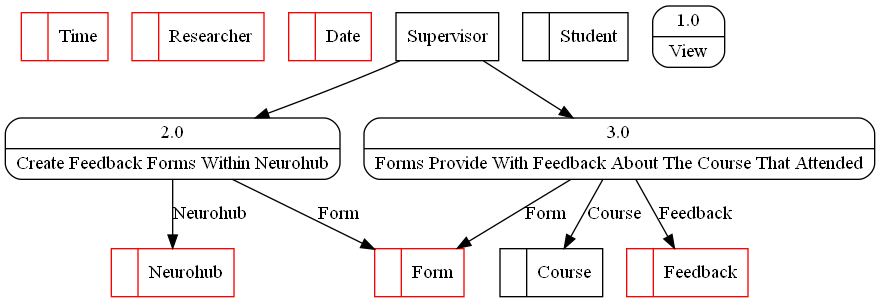 Time
Researcher
Date
Supervisor
Student
1.0
View
2.0
Create Feedback Forms Within Neurohub
3.0
Forms Provide With Feedback About The Course That Attended
Neurohub
Form
Form
Course
Feedback
Neurohub
Form
Course
Feedback